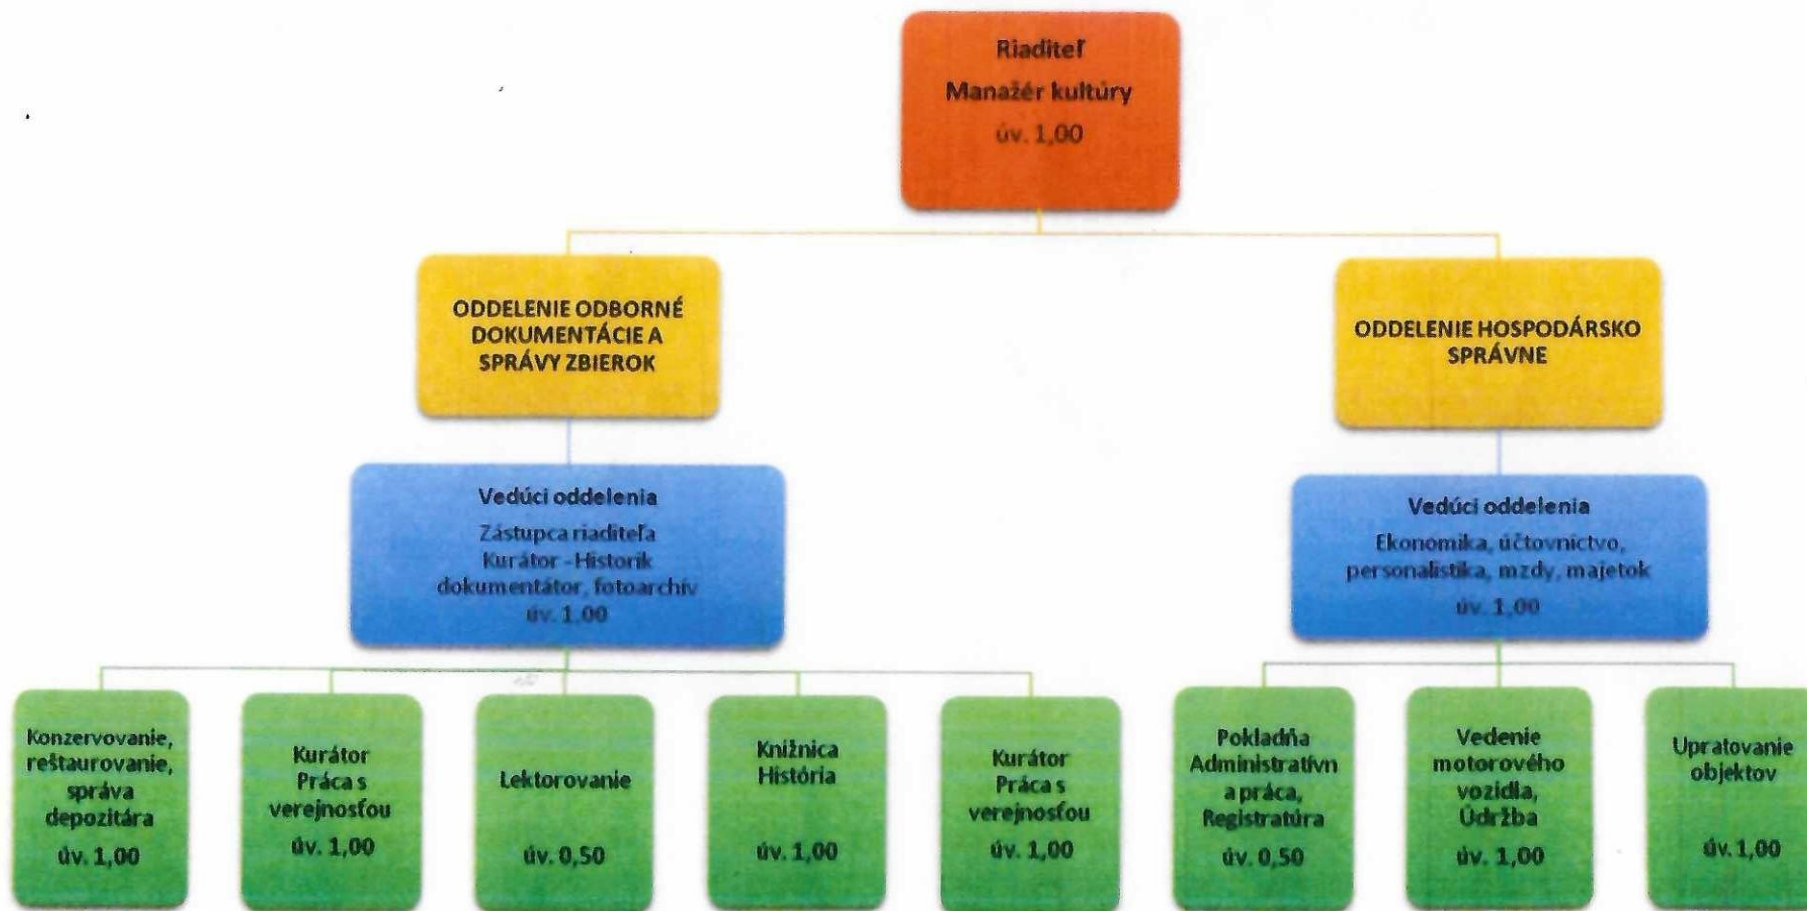 Riaditeľ
Manažér kultúry
úv. 1,00
ODDELENIE ODBORNÉ
DOKUMENTÁCIE A
SPRÁVY ZBIEROK
ODDELENIE HOSPODÁRSKO
SPRÁVNE
Vedúci oddelenia
Zástupca riaditeľa
Kurátor - Historik
dokumentátor, fotoarchív
úv. 1,00
Vedúci oddelenia
Ekonomika, účtovníctvo,
personalistika, mzdy, majetok
úv. 1,00
Konzervovanie,
reštaurovanie,
správa
depozitára
úv. 1,00
Kurátor
Práca s
verejnosťou
úv. 1,00
Lektorovanie
úv. 0,50
Knižnica
História
úv. 1,00
Kurátor
Práca s
verejnosťou
úv. 1,00
Pokladňa
Administratívn
a práca,
Registratúra
úv. 0,50
Vedenie
motorového
vozidla,
Údržba
úv. 1,00
Upratovanie
objektov
úv. 1,00